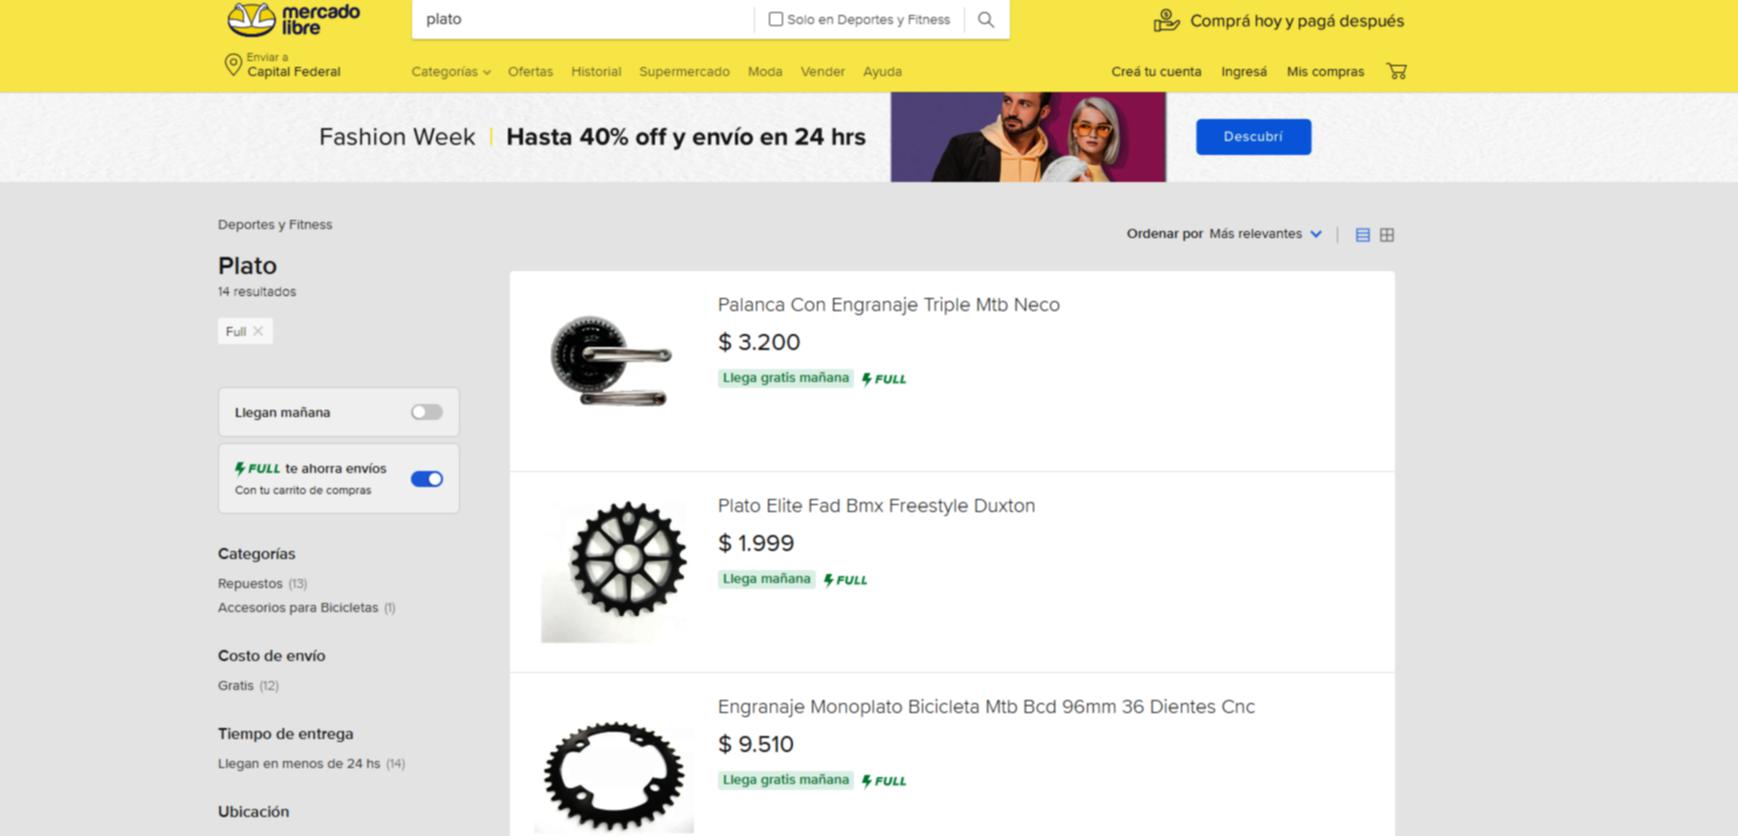 mercado
libre
plato
Solo en Deportes y Fitness
Comprá hoy y pagá después
Enviar a
Capital Federal
Categorías Ofertas Historial Supermercado Moda Vender Ayuda
Creá tu cuenta Ingresá Mis compras
Fashion Week | Hasta 40% off y envío en 24 hrs
Descubrí
Deportes y Fitness
Ordenar por Más relevantes
Plato
14 resultados
Full
Llegan mañana
FULL te ahorra envíos
Con tu carrito de compras
Categorías
Repuestos (13)
Accesorios para Bicicletas (1)
Costo de envío
Gratis (12)
Tiempo de entrega
Llegan en menos de 24 hs (14)
Ubicación
Palanca Con Engranaje Triple Mtb Neco
$ 3.200
Llega gratis mañana FULL
Plato Elite Fad Bmx Freestyle Duxton
$ 1.999
Llega mañana FULL
Engranaje Monoplato Bicicleta Mtb Bcd 96mm 36 Dientes Cnc
$ 9.510
Llega gratis mañana FULL